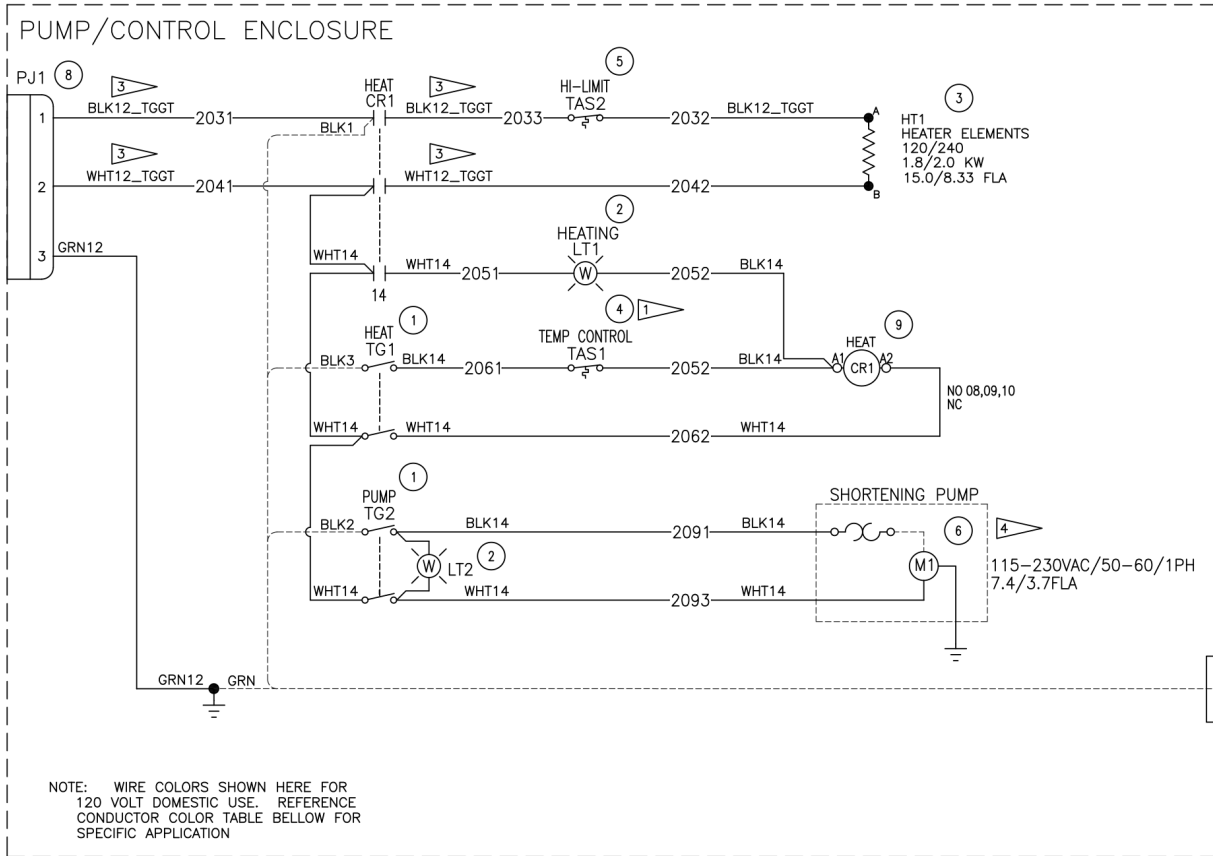 PUMP/CONTROL ENCLOSURE
PJ1 8
1
2
3
3
BLK12_TGGT
2031
HEAT
CR1
BLK1
3
BLK12_TGGT
2033
5
HI-LIMIT
TAS2
2032
BLK12_TGGT
A
B
3
HT1
HEATER ELEMENTS
120/240
1.8/2.0 KW
15.0/8.33 FLA
3
WHT12_TGGT
2041
3
WHT12_TGGT
2042
GRN12
WHT14
14
WHT14
2051
2
HEATING
LT1
W
2052
BLK14
1
HEAT
TG1
BLK3
BLK14
2061
4 1
TEMP CONTROL
TAS1
2052
BLK14
9
HEAT
A1 CR1 A2
NO 08,09,10
NC
WHT14
WHT14
2062
WHT14
1
PUMP
TG2
BLK2
BLK14
2091
BLK14
W LT2 2
WHT14
WHT14
2093
WHT14
SHORTENING PUMP
6 4
M1
115-230VAC/50-60/1PH
7.4/3.7FLA
GRN12 GRN
NOTE: WIRE COLORS SHOWN HERE FOR
120 VOLT DOMESTIC USE. REFERENCE
CONDUCTOR COLOR TABLE BELLOW FOR
SPECIFIC APPLICATION